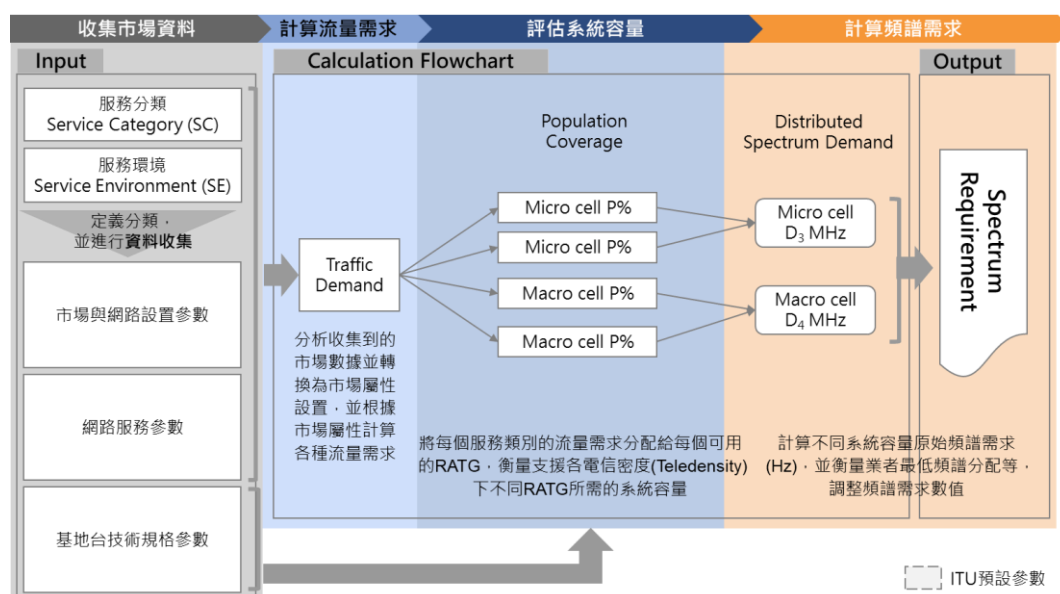 收集市場資料
計算流量需求
評估系統容量
計算頻譜需求
Input
服務分類
Service Category (SC)
服務環境
Service Environment (SE)
定義分類，
並進行資料收集
市場與網路設置參數
網路服務參數
基地台技術規格參數
Calculation Flowchart
Traffic
Demand
分析收集到的
市場數據並轉
換為市場屬性
設置，並根據
市場屬性計算
各種流量需求
Population
Coverage
Micro cell P%
Micro cell P%
Macro cell P%
Macro cell P%
將每個服務類別的流量需求分配給每個可用
的RATG，衡量支援各電信密度(Teledensity)
下不同RATG所需的系統容量
Distributed
Spectrum Demand
Micro cell
D₃ MHz
Macro cell
D₄ MHz
計算不同系統容量原始頻譜需求
(Hz)，並衡量業者最低頻譜分配等，
調整頻譜需求數值
Output
Spectrum
Requirement
ITU預設參數